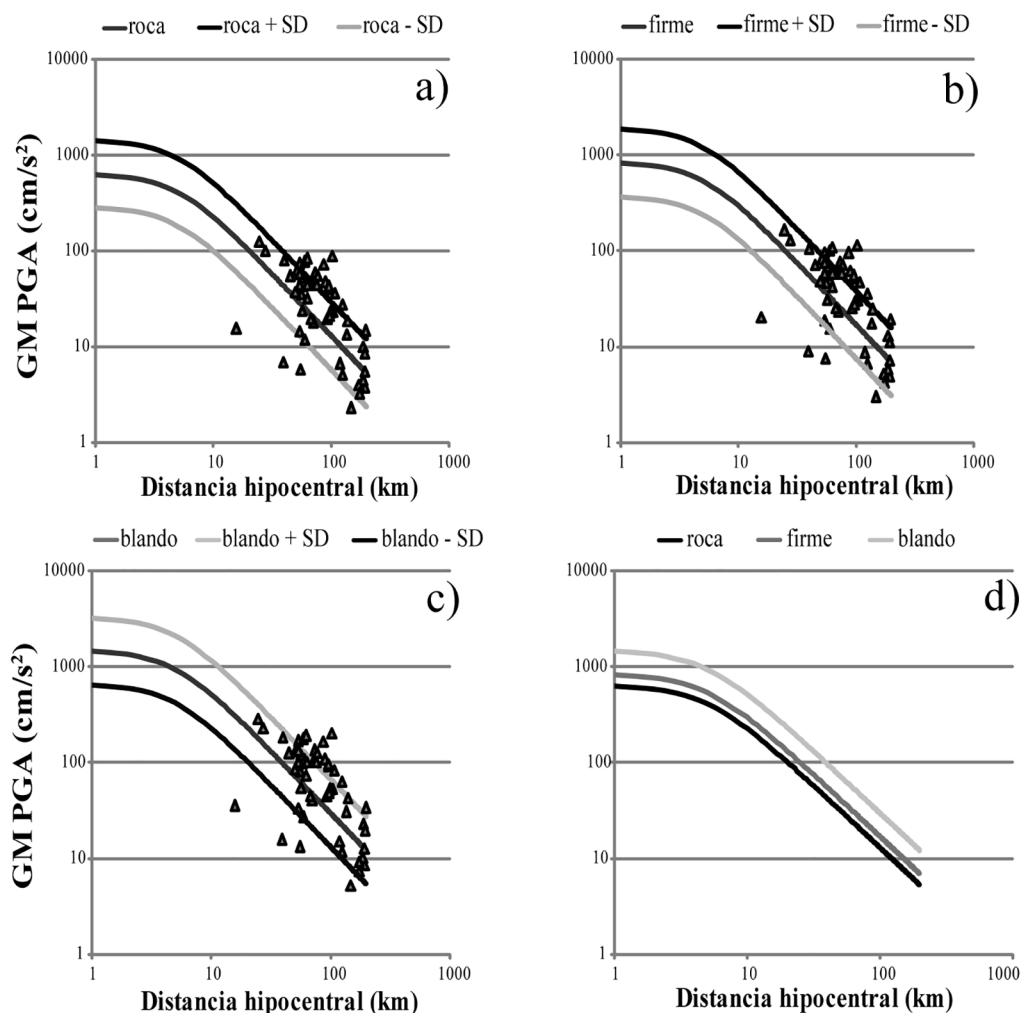 roca roca + SD roca - SD
a)
GM PGA (cm/s²)
10000
1000
100
10
1
1 10 100 1000
Distancia hipocentral (km)
firme firme + SD firme - SD
b)
10000
1000
100
10
1
1 10 100 1000
Distancia hipocentral (km)
blando blando + SD blando - SD
c)
GM PGA (cm/s²)
10000
1000
100
10
1
1 10 100 1000
Distancia hipocentral (km)
roca firme blando
d)
10000
1000
100
10
1
1 10 100 1000
Distancia hipocentral (km)